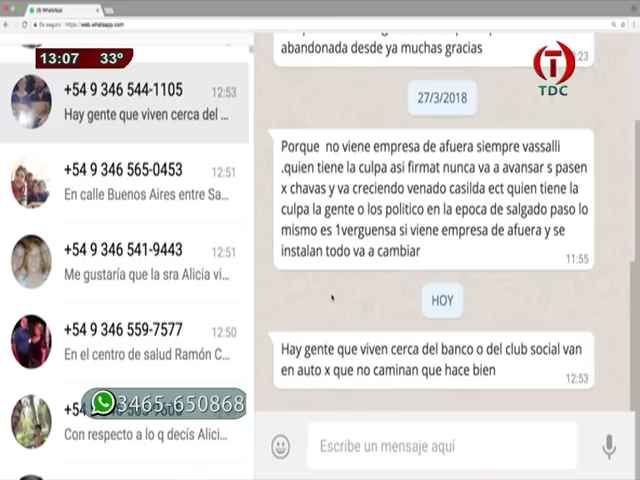 (6) WhatsApp
Es seguro https://web.whatsapp.com
13:07 33º
+54 9 346 544-1105 12:53
Hay gente que viven cerca del ...
+54 9 346 565-0453 12:51
En calle Buenos Aires entre Sa...
+54 9 346 541-9443 12:51
Me gustaría que la sra Alicia vi...
+54 9 346 559-7577 12:50
En el centro de salud Ramón C...
3465-650868
Con respecto a lo q decís Alici...
abandonada desde ya muchas gracias
:23
T
TDC
27/3/2018
Porque no viene empresa de afuera siempre vassalli
.quien tiene la culpa asi firmat nunca va a avansar s pasen
x chavas y va creciendo venado casilda ect quien tiene la
culpa la gente o los politico en la epoca de salgado paso lo
mismo es 1verguensa si viene empresa de afuera y se
instalan todo va a cambiar
11:55
HOY
Hay gente que viven cerca del banco o del club social van
en auto x que no caminan que hace bien
12:53
Escribe un mensaje aquí